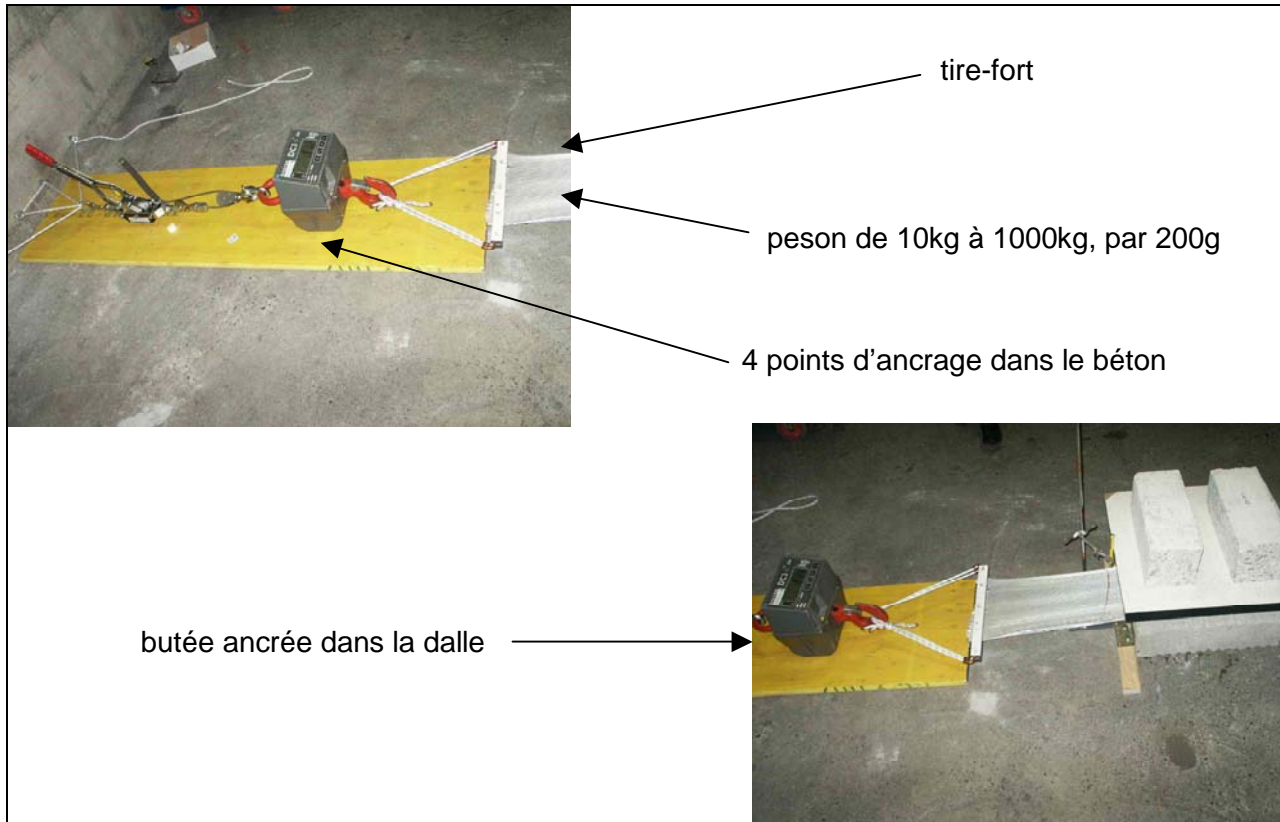 tire-fort
peson de 10kg à 1000kg, par 200g
4 points d'ancrage dans le béton
butée ancrée dans la dalle